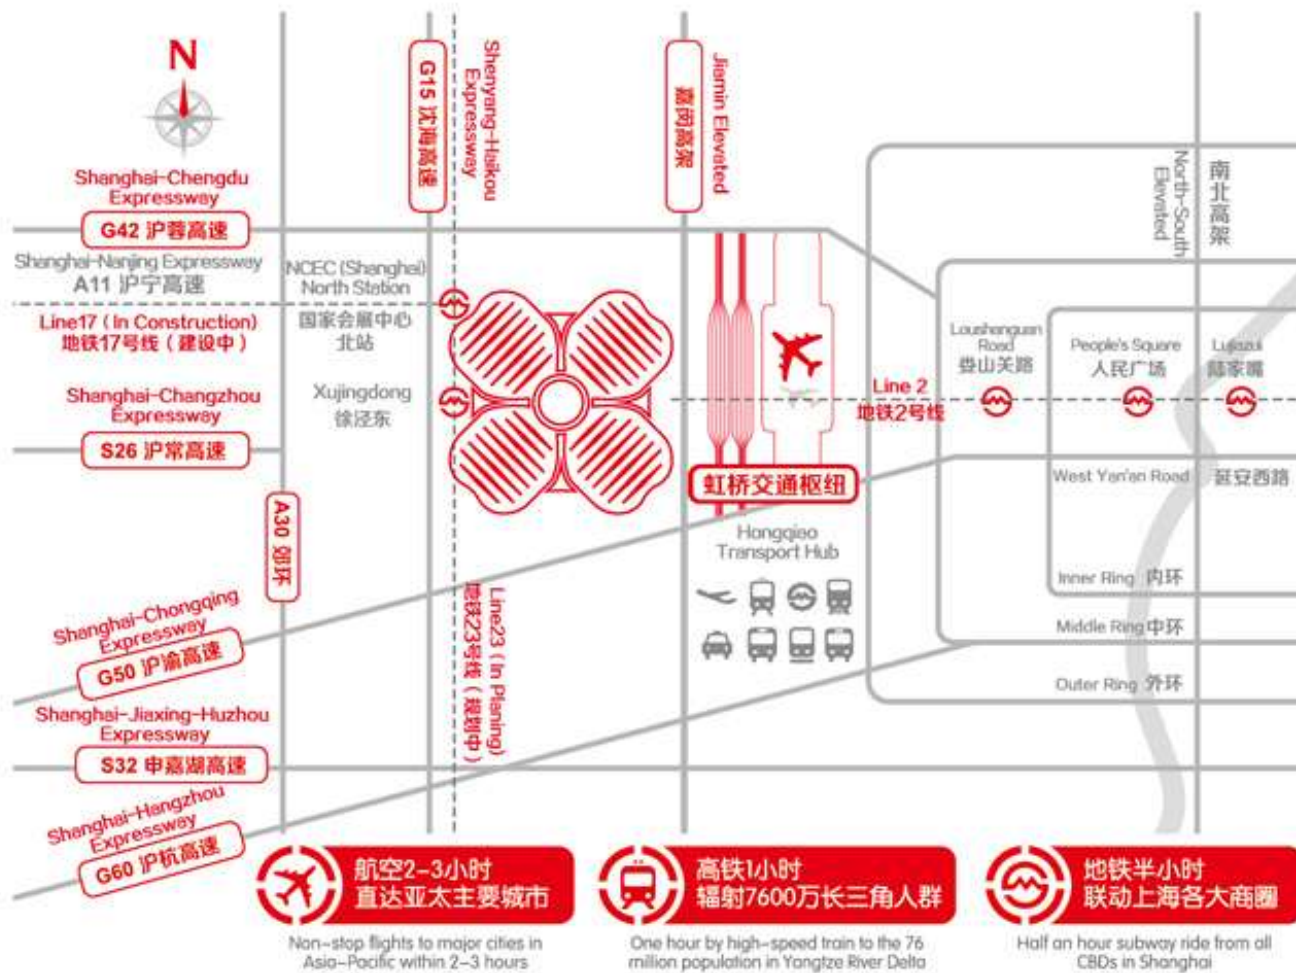 N
Shanghai-Chengdu
Expressway
G42 沪蓉高速
Shanghai-Nanjing Expressway
A11 沪宁高速
Line17 (In Construction)
地铁17号线(建设中)
Shanghai-Changzhou
Expressway
S26 沪常高速
A30 郊环
Shanghai-Chongqing
Expressway
G50 沪渝高速
Shanghai-Jiaxing-Huzhou
Expressway
S32 申嘉湖高速
Shanghai-Hangzhou
Expressway
G60 沪杭高速
G15 沈海高速
Shenyang-Haikou
Expressway
NCEC (Shanghai)
North Station
国家会展中心
北站
Xujingdong
徐泾东
Line23 (In Planing)
地铁23号线(规划中)
嘉闵高架
Jiamin Elevated
虹桥交通枢纽
Hongqiao
Transport Hub
Line 2
地铁2号线
North-South
Elevated
南北高架
Loushanguan
Road
娄山关路
People's Square
人民广场
Lujiazui
陆家嘴
West Yan'an Road 延安西路
Inner Ring 内环
Middle Ring 中环
Outer Ring 外环
航空2-3小时
直达亚太主要城市
Non-stop flights to major cities in
Asia-Pacific within 2-3 hours
高铁1小时
辐射7600万长三角人群
One hour by high-speed train to the 76
million population in Yangtze River Delta
地铁半小时
联动上海各大商圈
Half an hour subway ride from all
CBDs in Shanghai